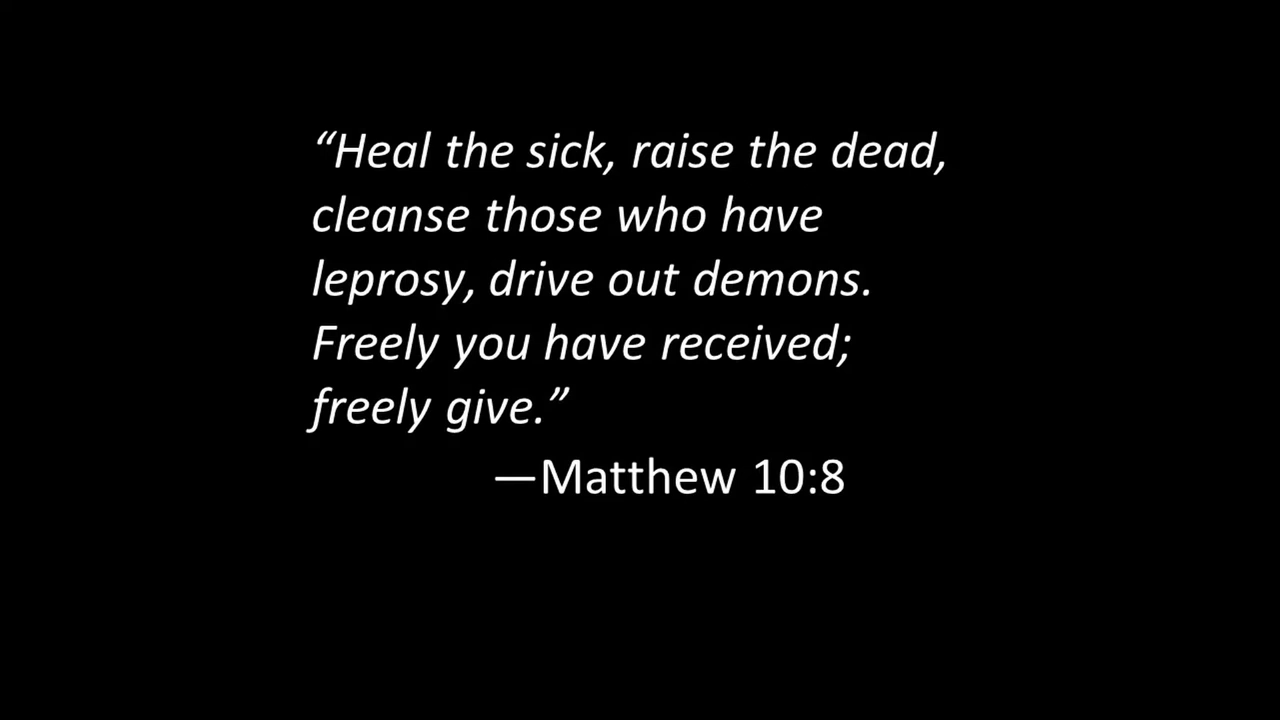 “Heal the sick, raise the dead,
cleanse those who have
leprosy, drive out demons.
Freely you have received;
freely give.”
—Matthew 10:8